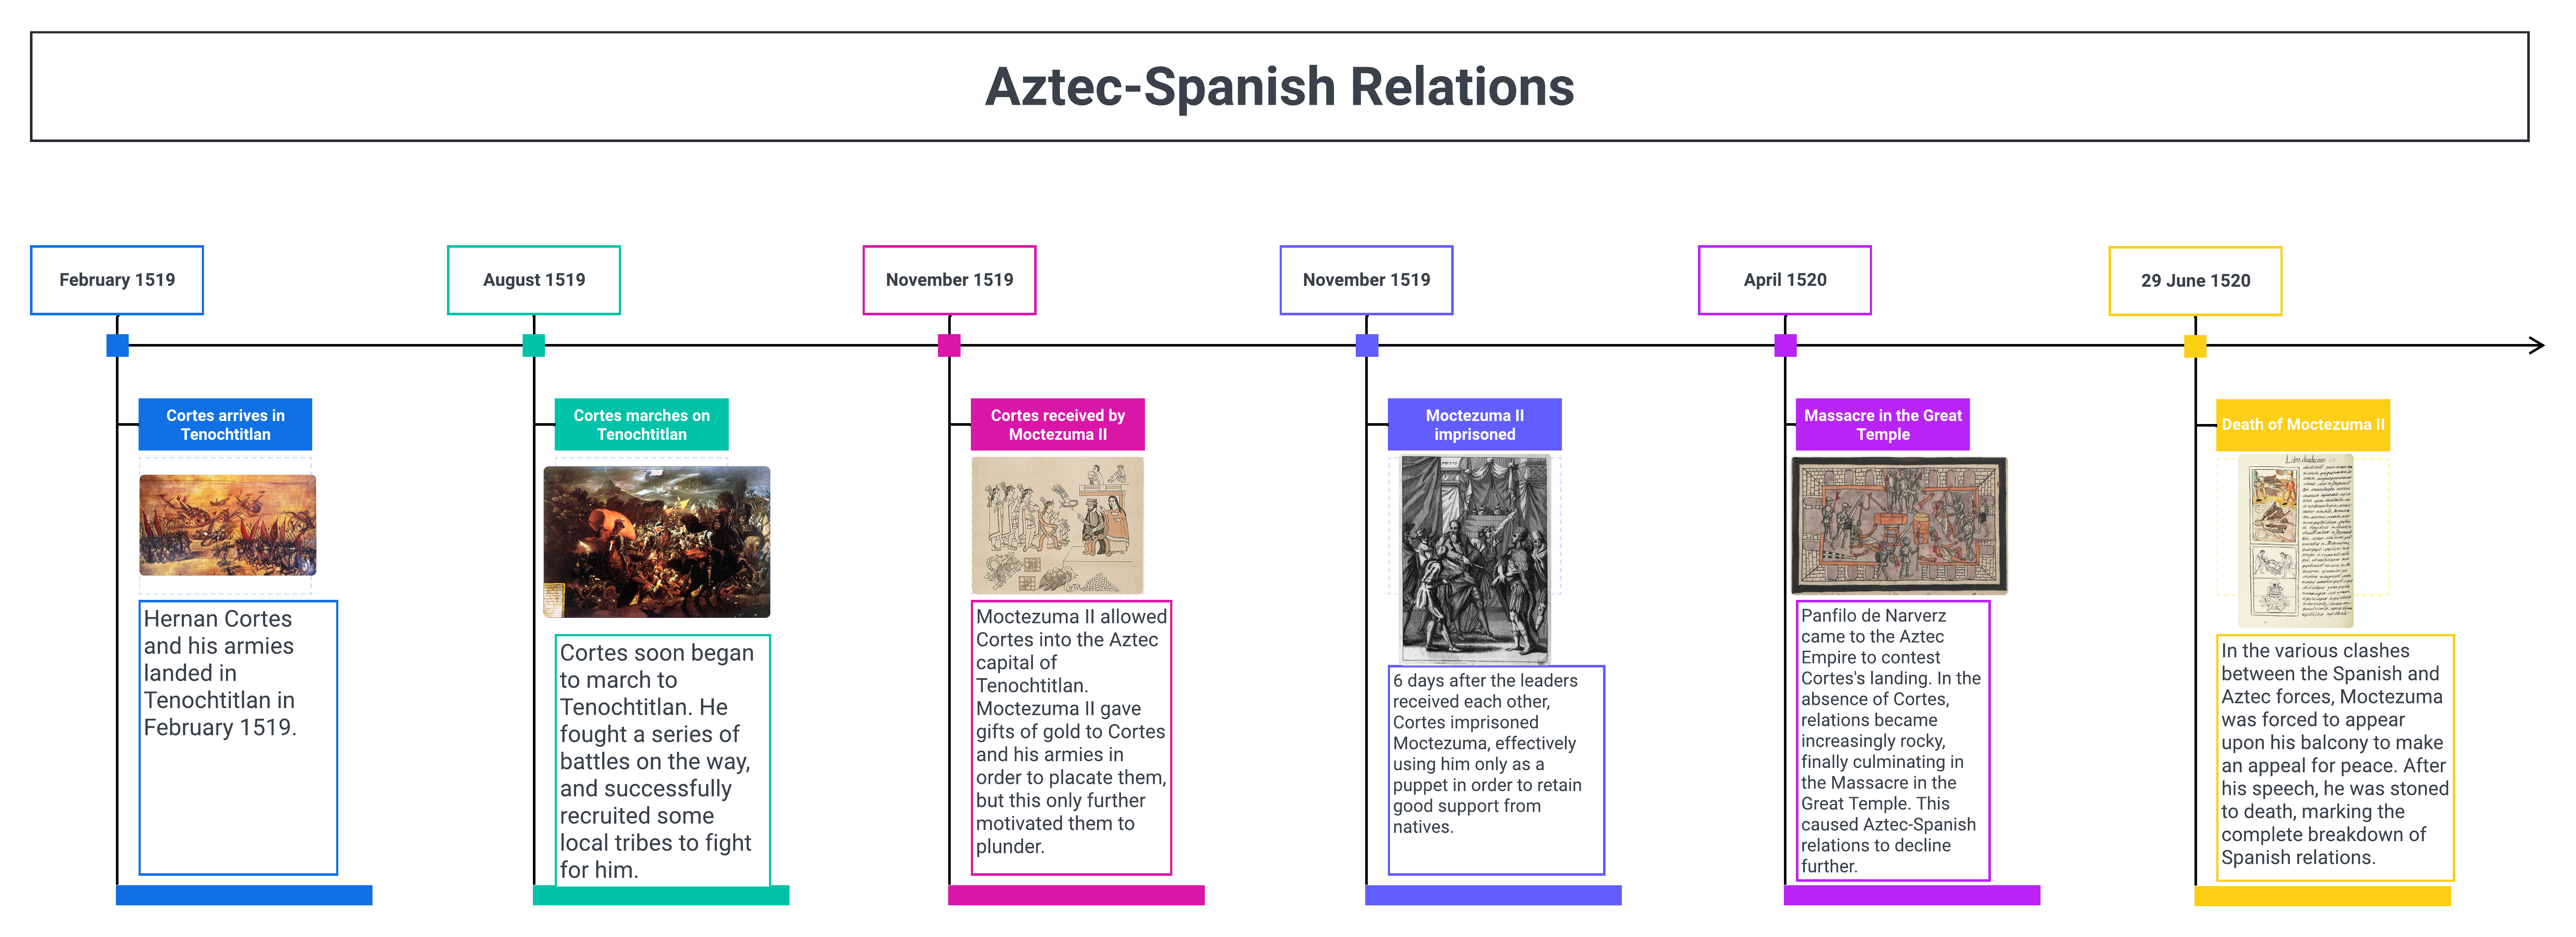 Aztec-Spanish Relations
February 1519
August 1519
November 1519
November 1519
April 1520
29 June 1520
Cortes arrives in
Tenochtitlan
Hernan Cortes
and his armies
landed in
Tenochtitlan in
February 1519.
Cortes marches on
Tenochtitlan
Cortes soon began
to march to
Tenochtitlan. He
fought a series of
battles on the way,
and successfully
recruited some
local tribes to fight
for him.
Cortes received by
Moctezuma II
Moctezuma II allowed
Cortes into the Aztec
capital of
Tenochtitlan.
Moctezuma II gave
gifts of gold to Cortes
and his armies in
order to placate them,
but this only further
motivated them to
plunder.
Moctezuma II
imprisoned
6 days after the leaders
received each other,
Cortes imprisoned
Moctezuma, effectively
using him only as a
puppet in order to retain
good support from
natives.
Massacre in the Great
Temple
Panfilo de Narverz
came to the Aztec
Empire to contest
Cortes's landing. In the
absence of Cortes,
relations became
increasingly rocky,
finally culminating in
the Massacre in the
Great Temple. This
caused Aztec-Spanish
relations to decline
further.
Death of Moctezuma II
In the various clashes
between the Spanish and
Aztec forces, Moctezuma
was forced to appear
upon his balcony to make
an appeal for peace. After
his speech, he was stoned
to death, marking the
complete breakdown of
Spanish relations.